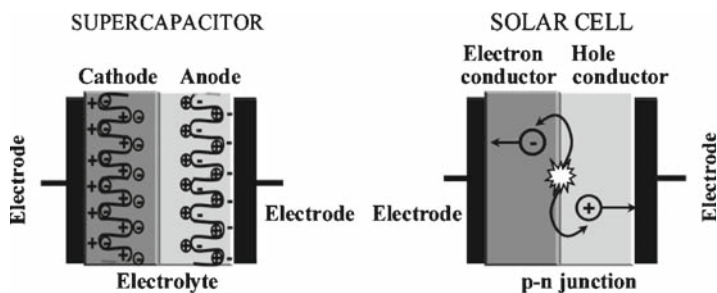 SUPERCAPACITOR
Cathode Anode
Electrode
Electrode
Electrolyte
SOLAR CELL
Electron conductor
Hole conductor
Electrode
Electrode
p-n junction